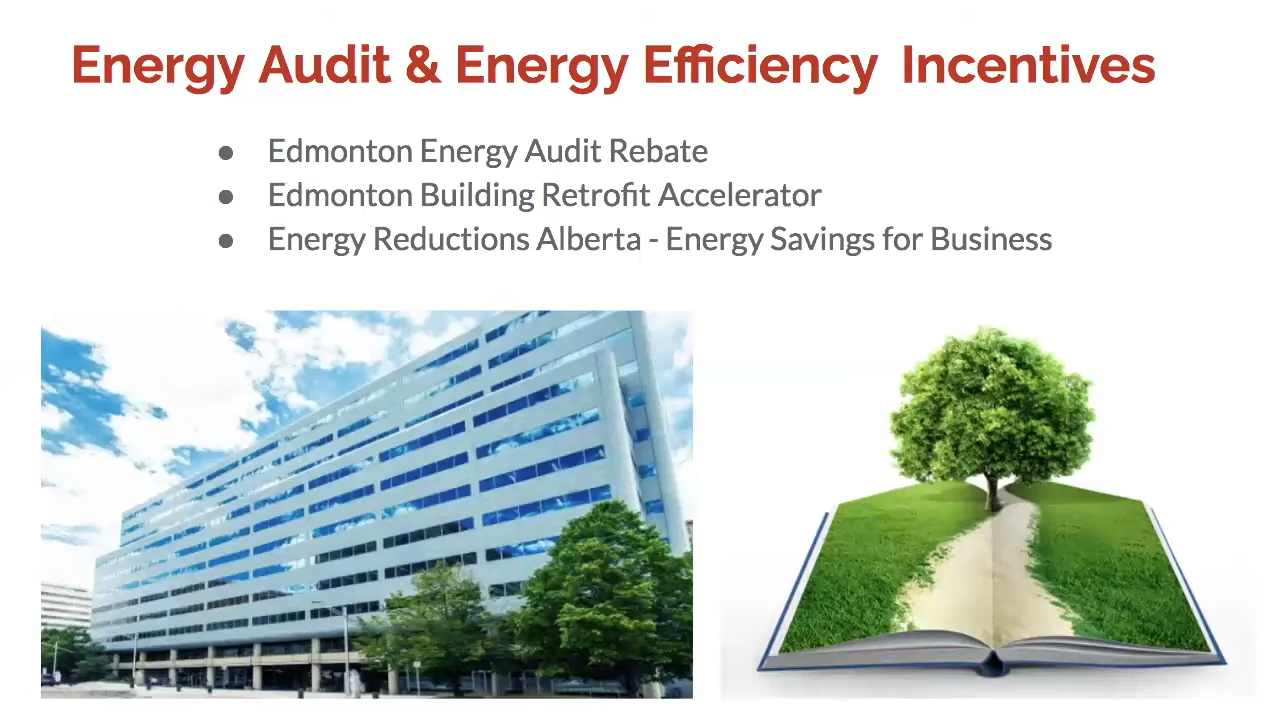 Energy Audit & Energy Efficiency Incentives
● Edmonton Energy Audit Rebate
● Edmonton Building Retrofit Accelerator
● Energy Reductions Alberta - Energy Savings for Business